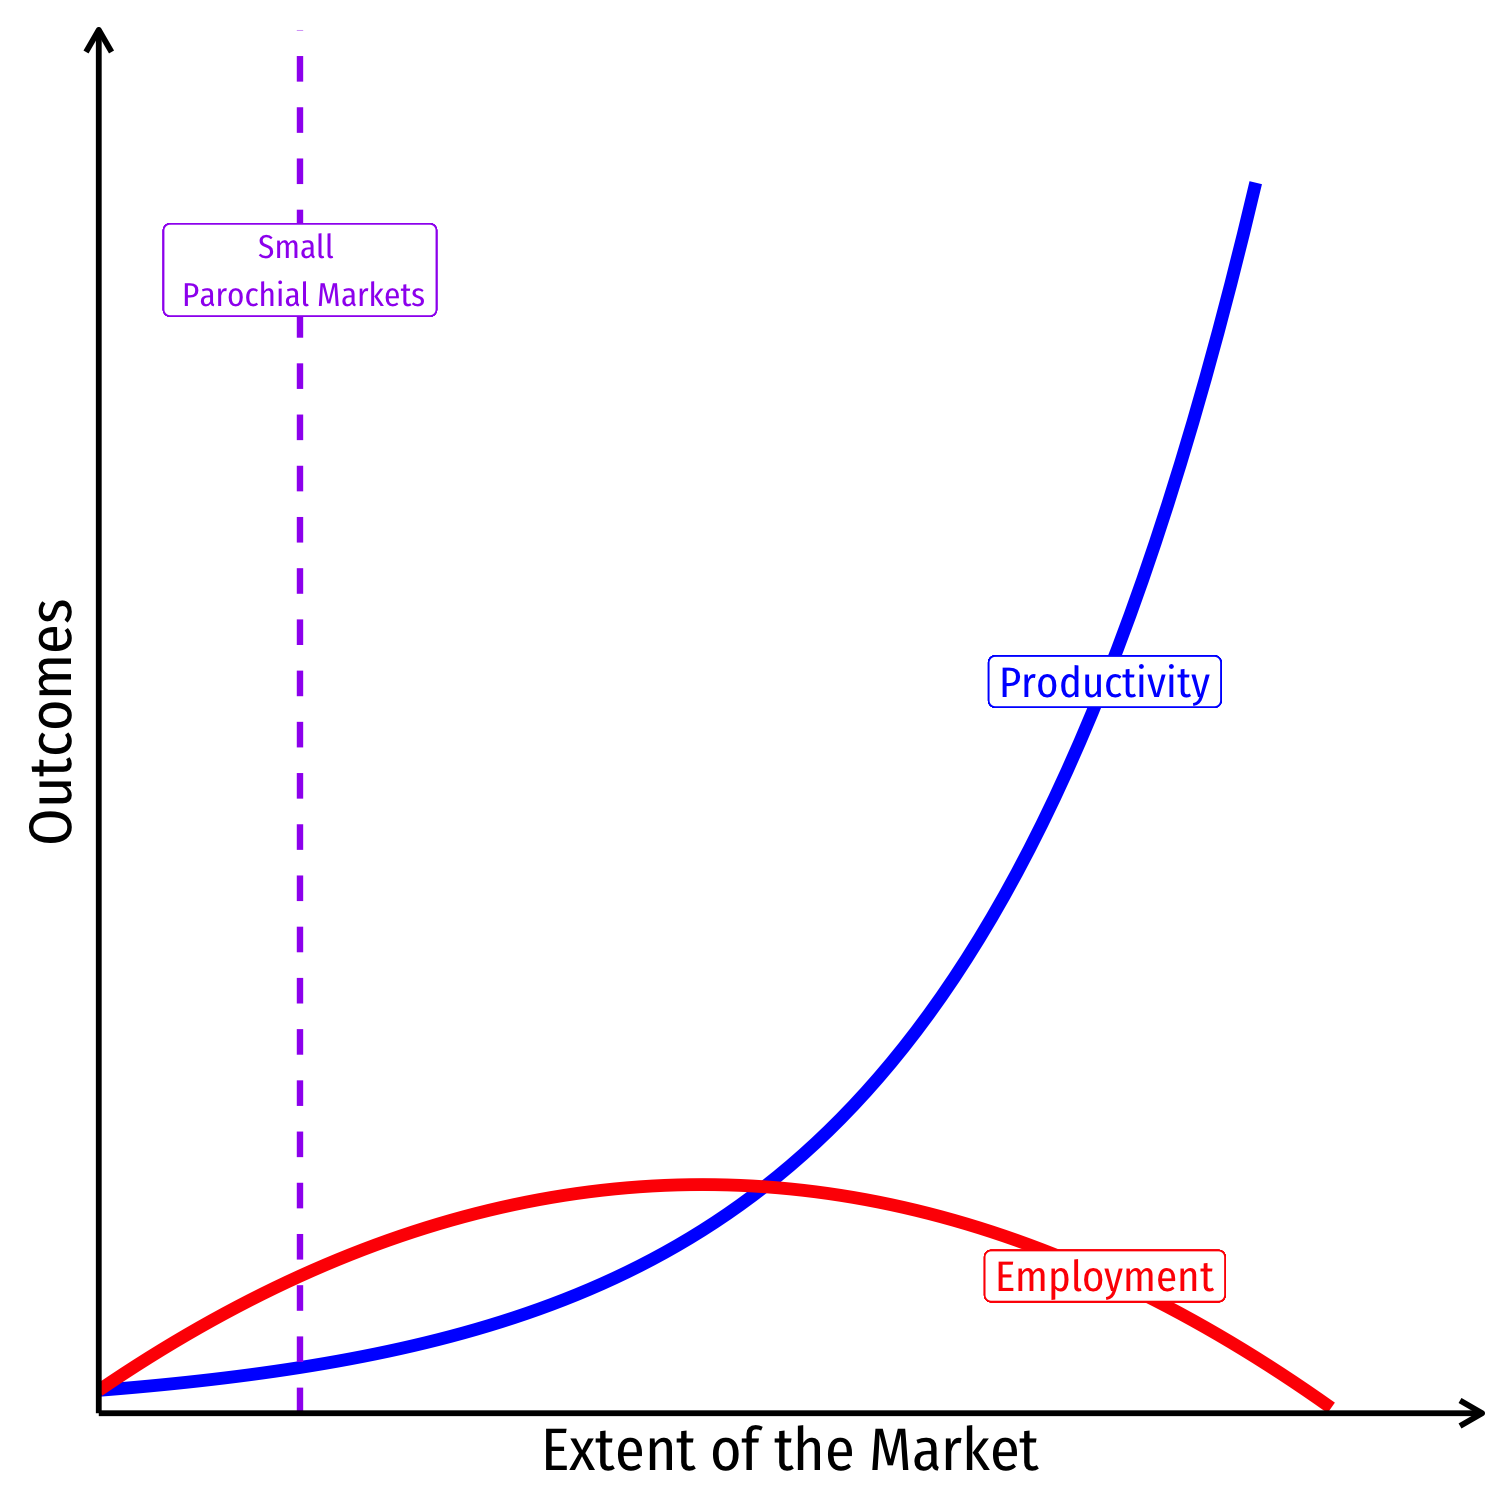 Small
Parochial Markets
Productivity
Outcomes
Employment
Extent of the Market